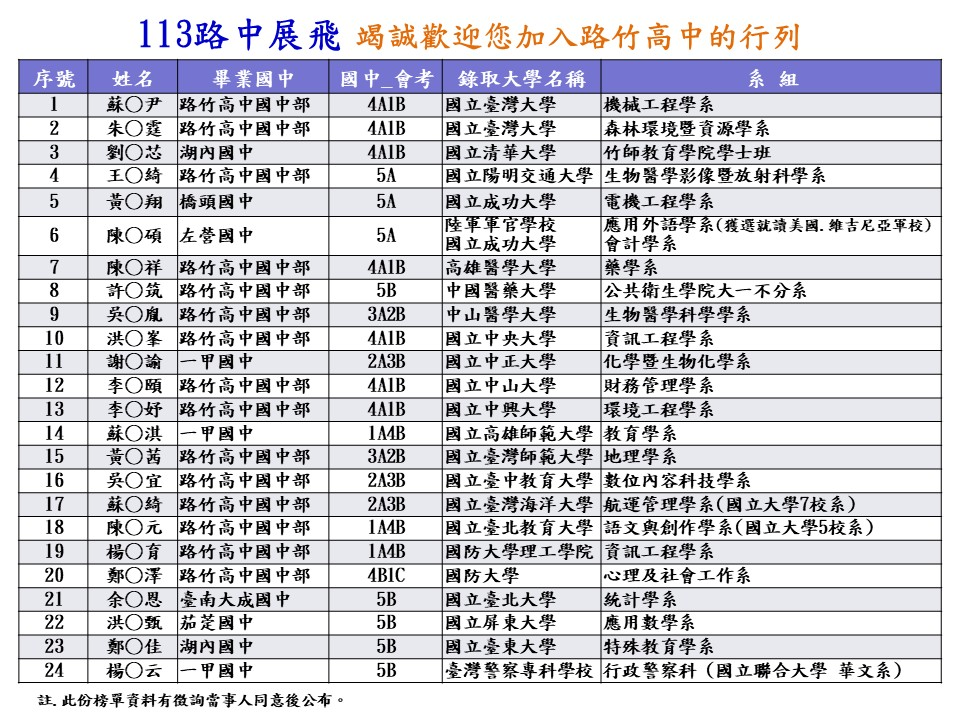 113路中展飛 竭誠歡迎您加入路竹高中的行列
序號 姓名 畢業國中 國中_會考 錄取大學名稱 系 組
1 蘇○尹 路竹高中國中部 4A1B 國立臺灣大學 機械工程學系
2 朱○霆 路竹高中國中部 4A1B 國立臺灣大學 森林環境暨資源學系
3 劉○芯 湖內國中 4A1B 國立清華大學 竹師教育學院學士班
4 王○綺 路竹高中國中部 5A 國立陽明交通大學 生物醫學影像暨放射科學系
5 黃○翔 橋頭國中 5A 國立成功大學 電機工程學系
6 陳○碩 左營國中 5A 陸軍軍官學校 應用外語學系(獲選就讀美國.維吉尼亞軍校)
國立成功大學 會計學系
7 陳○祥 路竹高中國中部 4A1B 高雄醫學大學 藥學系
8 許○筑 路竹高中國中部 5B 中國醫藥大學 公共衛生學院大一不分系
9 吳○胤 路竹高中國中部 3A2B 中山醫學大學 生物醫學科學學系
10 洪○峯 路竹高中國中部 4A1B 國立中央大學 資訊工程學系
11 謝○諭 一甲國中 2A3B 國立中正大學 化學暨生物化學系
12 李○頤 路竹高中國中部 4A1B 國立中山大學 財務管理學系
13 李○妤 路竹高中國中部 4A1B 國立中興大學 環境工程學系
14 蘇○淇 一甲國中 1A4B 國立高雄師範大學 教育學系
15 黃○茜 路竹高中國中部 3A2B 國立臺灣師範大學 地理學系
16 吳○宜 路竹高中國中部 2A3B 國立臺中教育大學 數位內容科技學系
17 蘇○綺 路竹高中國中部 2A3B 國立臺灣海洋大學 航運管理學系(國立大學7校系)
18 陳○元 路竹高中國中部 1A4B 國立臺北教育大學 語文與創作學系(國立大學5校系)
19 楊○育 路竹高中國中部 1A4B 國防大學理工學院 資訊工程學系
20 鄭○澤 路竹高中國中部 4B1C 國防大學 心理及社會工作系
21 余○恩 臺南大成國中 5B 國立臺北大學 統計學系
22 洪○甄 茄萣國中 5B 國立屏東大學 應用數學系
23 鄭○佳 湖內國中 5B 國立臺東大學 特殊教育學系
24 楊○云 一甲國中 5B 臺灣警察專科學校 行政警察科 (國立聯合大學 華文系)
註.此份榜單資料有徵詢當事人同意後公布。